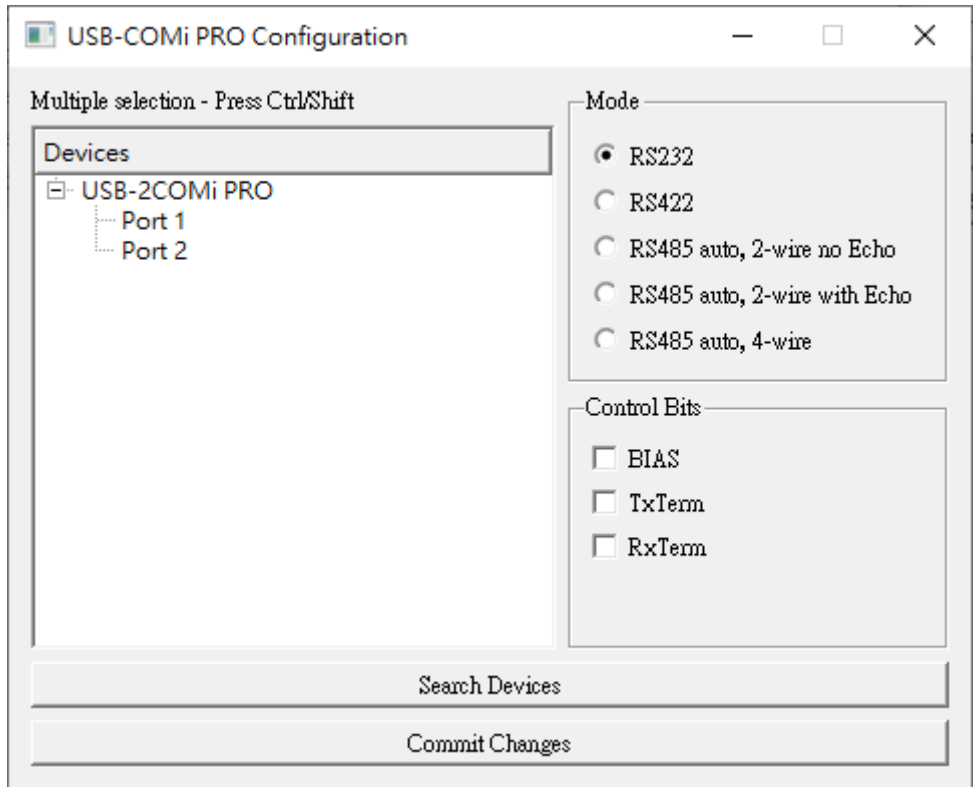 USB-COMi PRO Configuration
Multiple selection - Press Ctrl/Shift
Devices
USB-2COMi PRO
Port 1
Port 2
Mode
RS232
RS422
RS485 auto, 2-wire no Echo
RS485 auto, 2-wire with Echo
RS485 auto, 4-wire
Control Bits
BIAS
TxTerm
RxTerm
Search Devices
Commit Changes